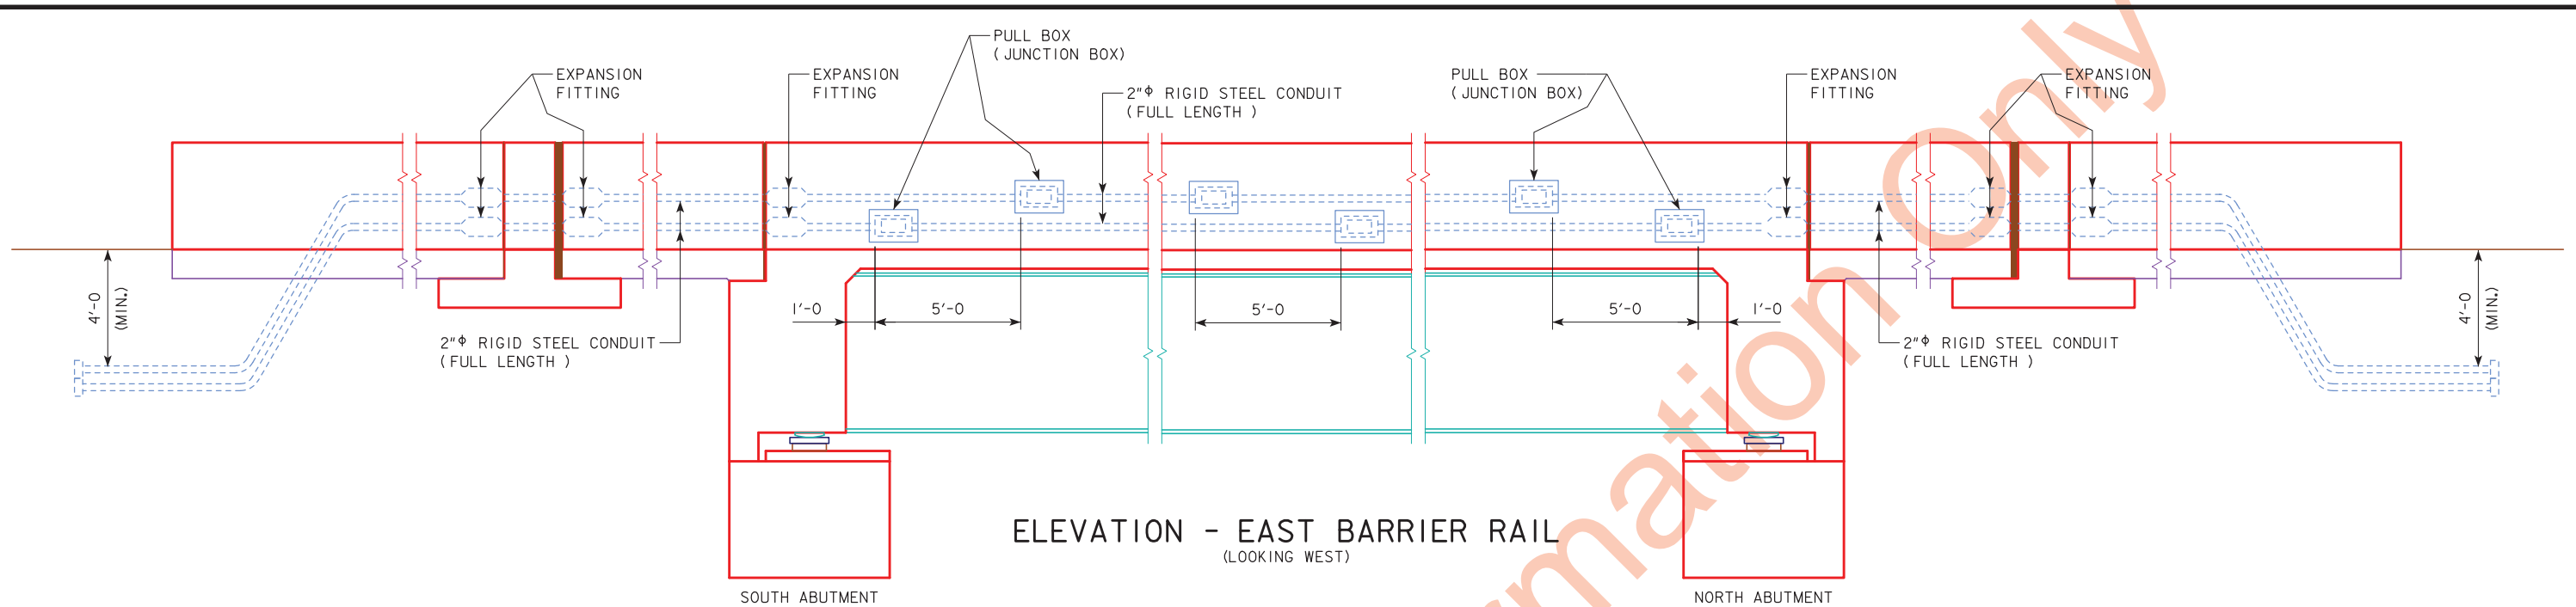 PULL BOX
(JUNCTION BOX)
EXPANSION
FITTING
EXPANSION
FITTING
2"ϕ RIGID STEEL CONDUIT
(FULL LENGTH )
PULL BOX
(JUNCTION BOX)
EXPANSION
FITTING
EXPANSION
FITTING
4'-0
(MIN.)
1'-0
5'-0
5'-0
5'-0
1'-0
4'-0
(MIN.)
2"ϕ RIGID STEEL CONDUIT
(FULL LENGTH )
2"ϕ RIGID STEEL CONDUIT
(FULL LENGTH )
ELEVATION - EAST BARRIER RAIL
(LOOKING WEST)
SOUTH ABUTMENT
NORTH ABUTMENT
rmation Only